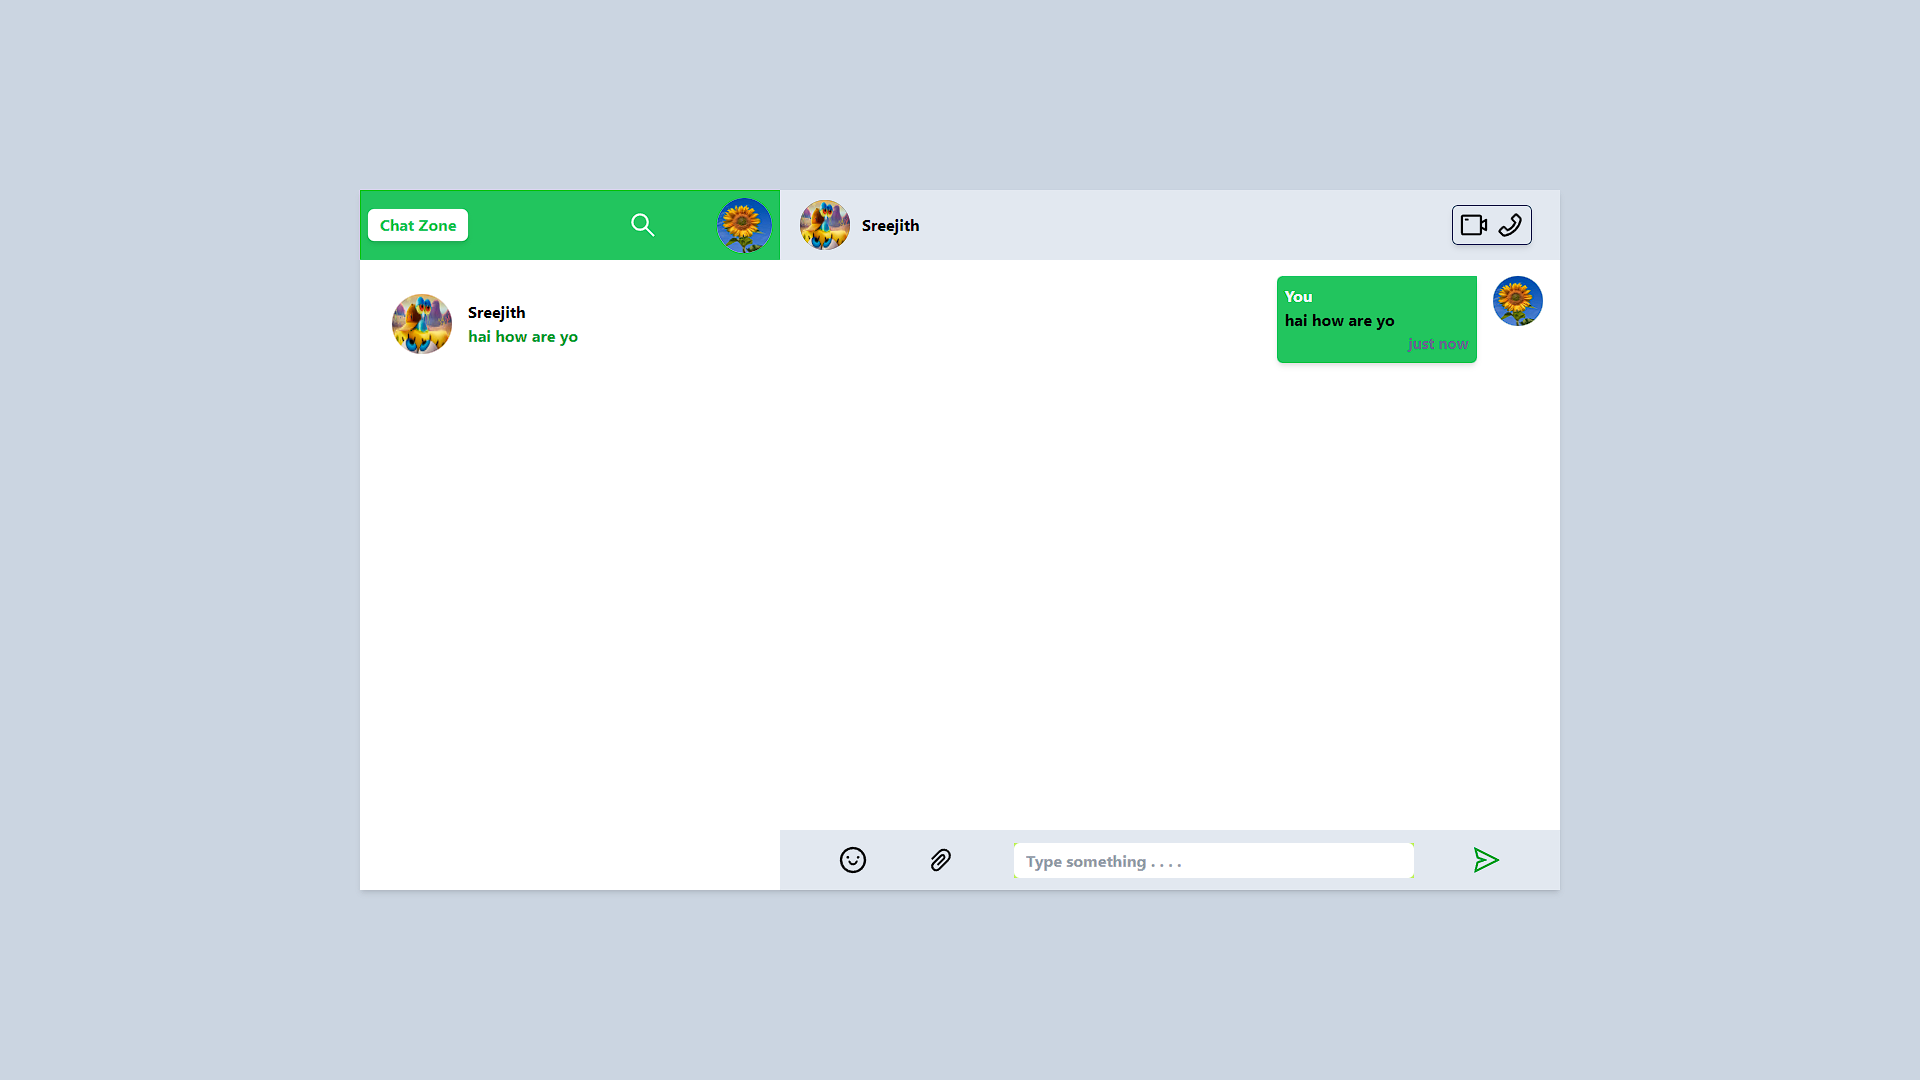 Chat Zone
Sreejith
Sreejith
hai how are yo
You
hai how are yo
just now
Type something . . . .